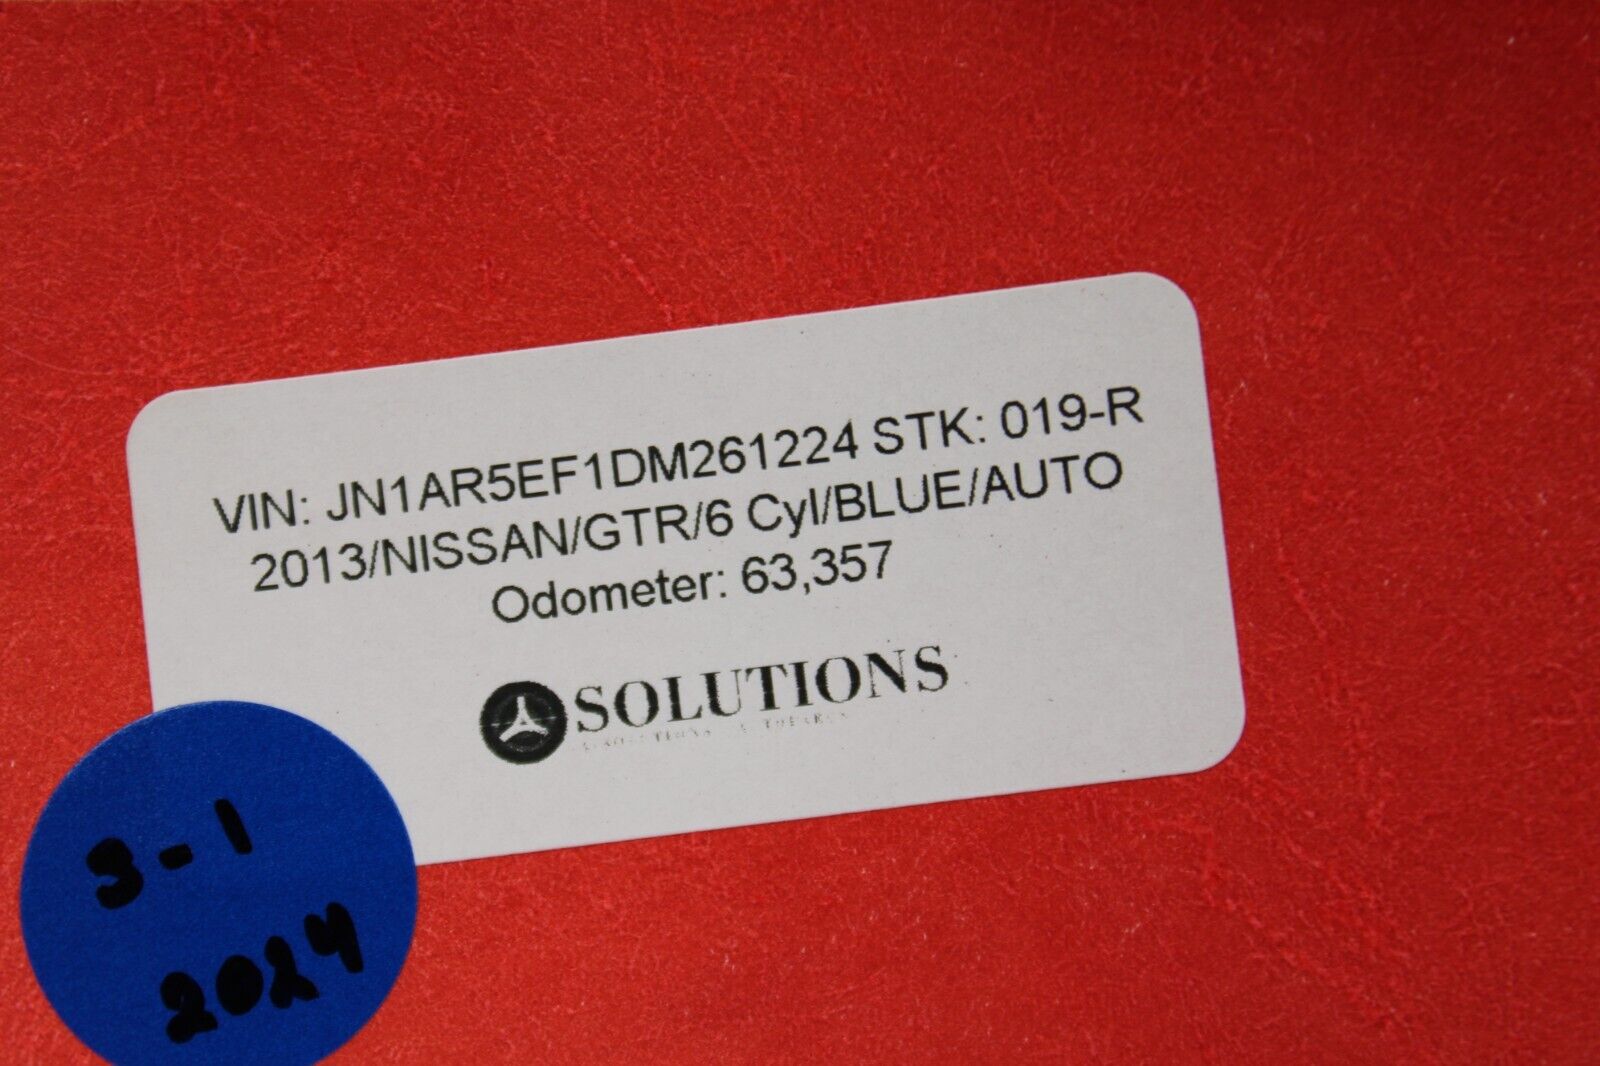 VIN: JN1AR5EF1DM261224 STK: 019-R
2013/NISSAN/GTR/6 Cyl/BLUE/AUTO
Odometer: 63,357
SOLUTIONS
3-1
2024